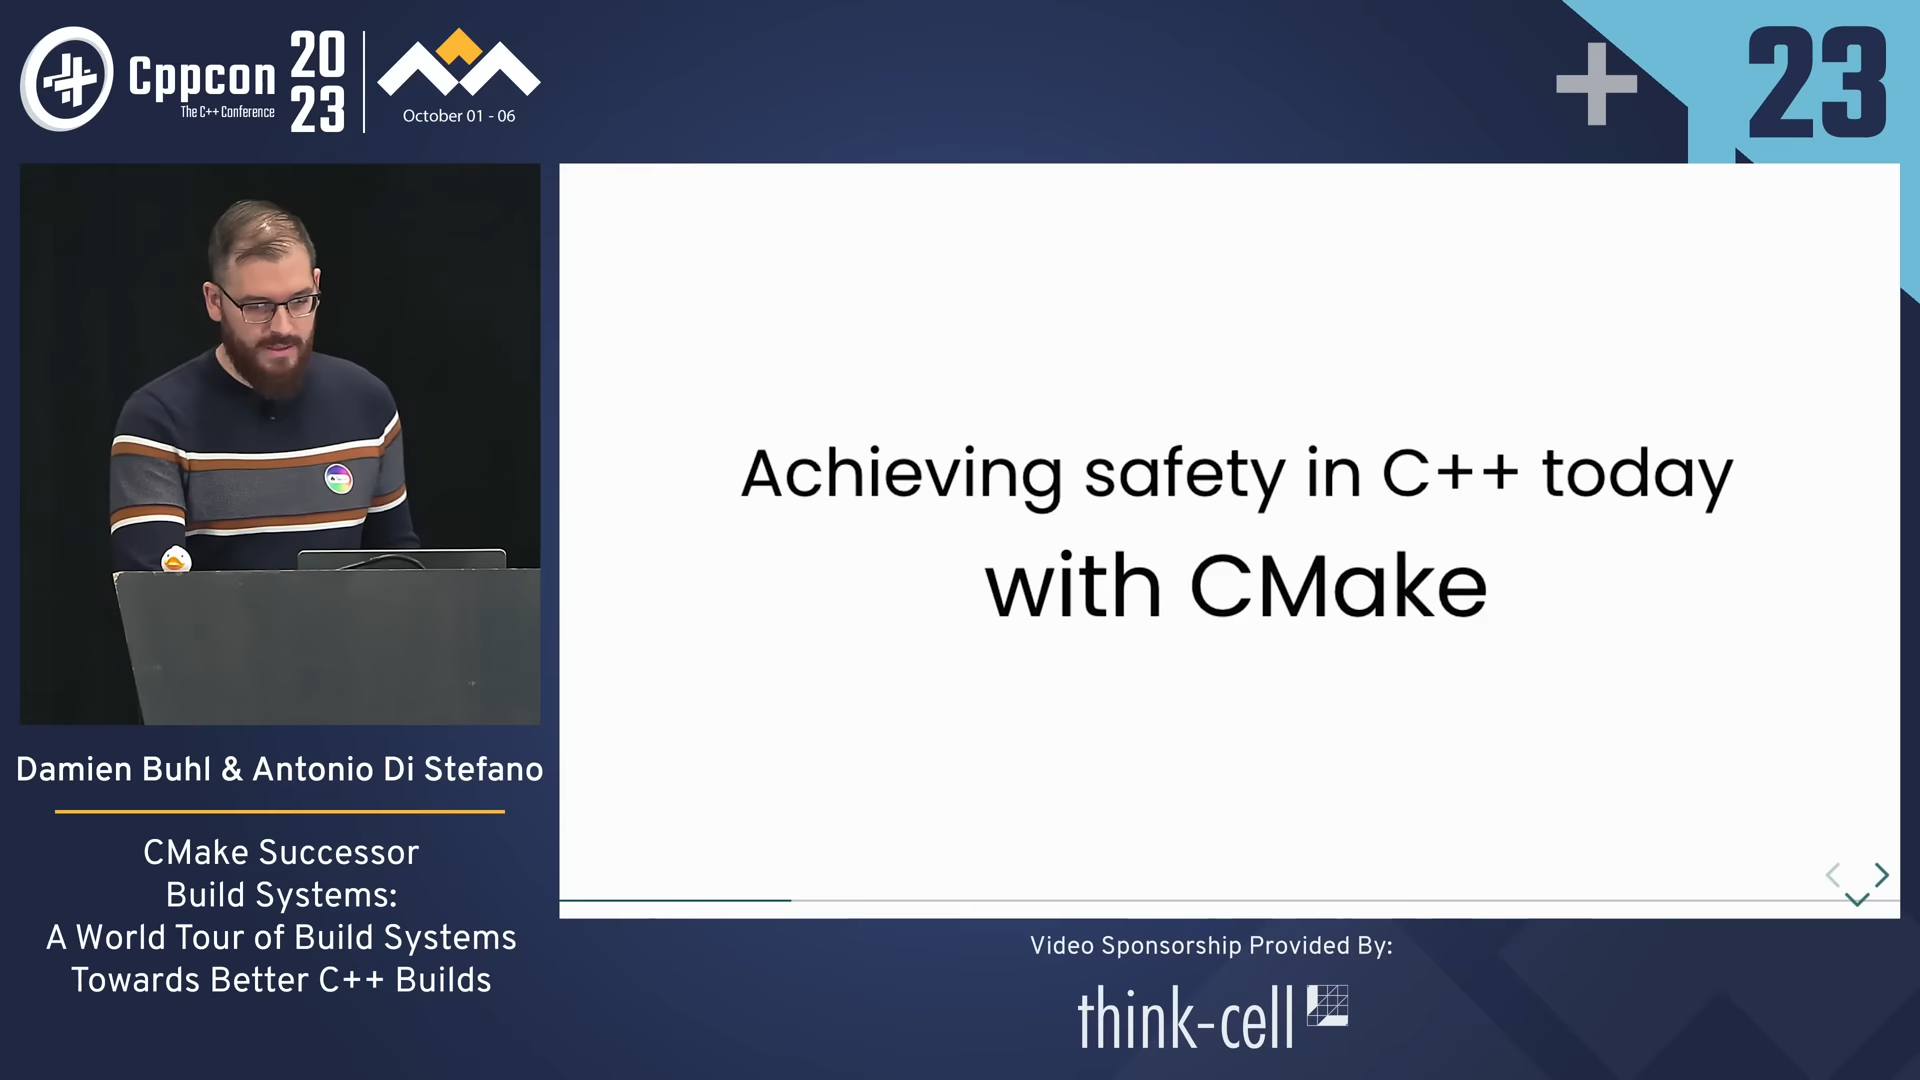 Cppcon
The C++ Conference
20
23
October 01 - 06
23
Achieving safety in C++ today
with CMake
Damien Buhl & Antonio Di Stefano
CMake Successor
Build Systems:
A World Tour of Build Systems
Towards Better C++ Builds
Video Sponsorship Provided By:
think-cell